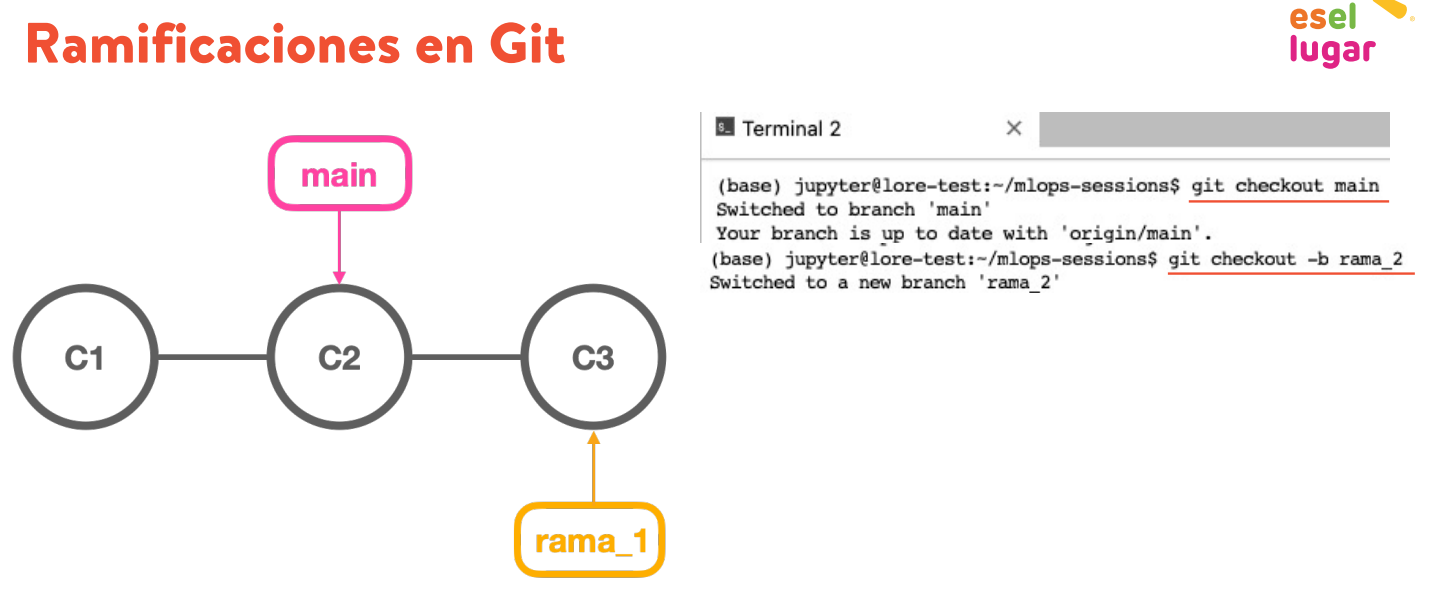 Ramificaciones en Git
esel
lugar
main
C1
C2
C3
rama_1
Terminal 2
(base) jupyter@lore-test:~/mlops-sessions$ git checkout main
Switched to branch 'main'
Your branch is up to date with 'origin/main'.
(base) jupyter@lore-test:~/mlops-sessions$ git checkout -b rama_2
Switched to a new branch 'rama_2'